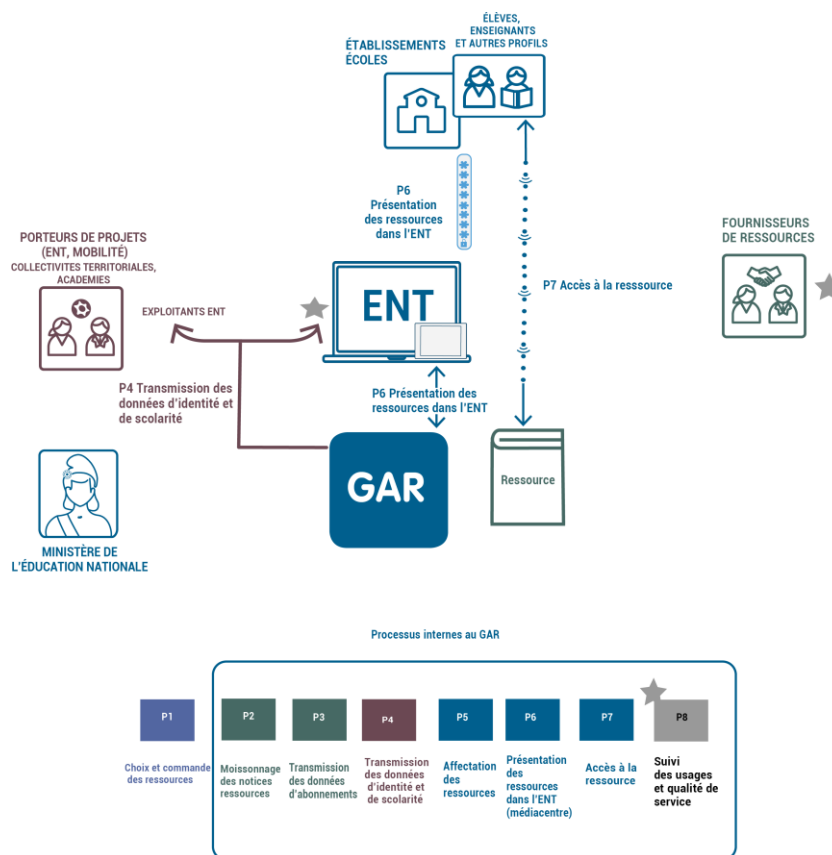 ÉLÈVES,
ENSEIGNANTS
ET AUTRES PROFILS
ÉTABLISSEMENTS
ÉCOLES
P6
Présentation
des ressources
dans l'ENT
PORTEURS DE PROJETS
(ENT, MOBILITÉ)
COLLECTIVITES TERRITORIALES,
ACADEMIES
EXPLOITANTS ENT
ENT
FOURNISSEURS
DE RESSOURCES
P7 Accès à la resssource
P4 Transmission des
données d'identité et
de scolarité
P6 Présentation des
ressources dans l'ENT
GAR
Ressource
MINISTÈRE DE
L'ÉDUCATION NATIONALE
Processus internes au GAR
P1
P2
P3
P4
P5
P6
P7
P8
Choix et commande
des ressources
Moissonnage
des notices
ressources
Transmission
des données
d'abonnements
Transmission
des données
d'identité et
de scolarité
Affectation
des
ressources
Présentation
des
ressources
dans l'ENT
(médiacentre)
Accès à la
ressource
Suivi
des usages
et qualité de
service